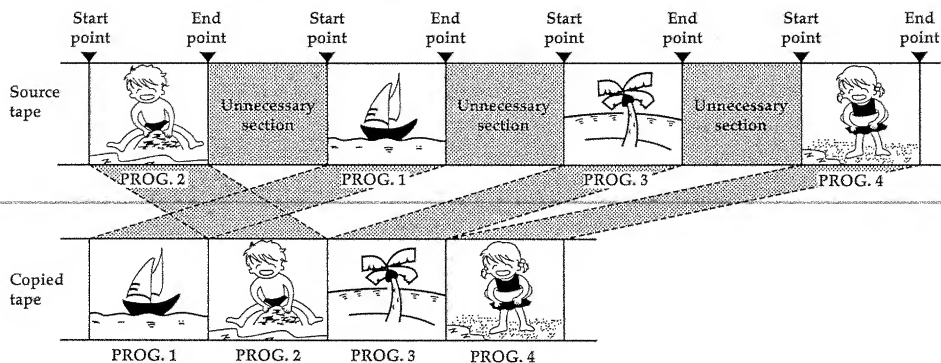 Start point
End point
Start point
End point
Start point
End point
Start point
End point
Source tape
Unnecessary section
Unnecessary section
Unnecessary section
PROG. 2
PROG. 1
PROG. 3
PROG. 4
Copied tape
PROG. 1
PROG. 2
PROG. 3
PROG. 4